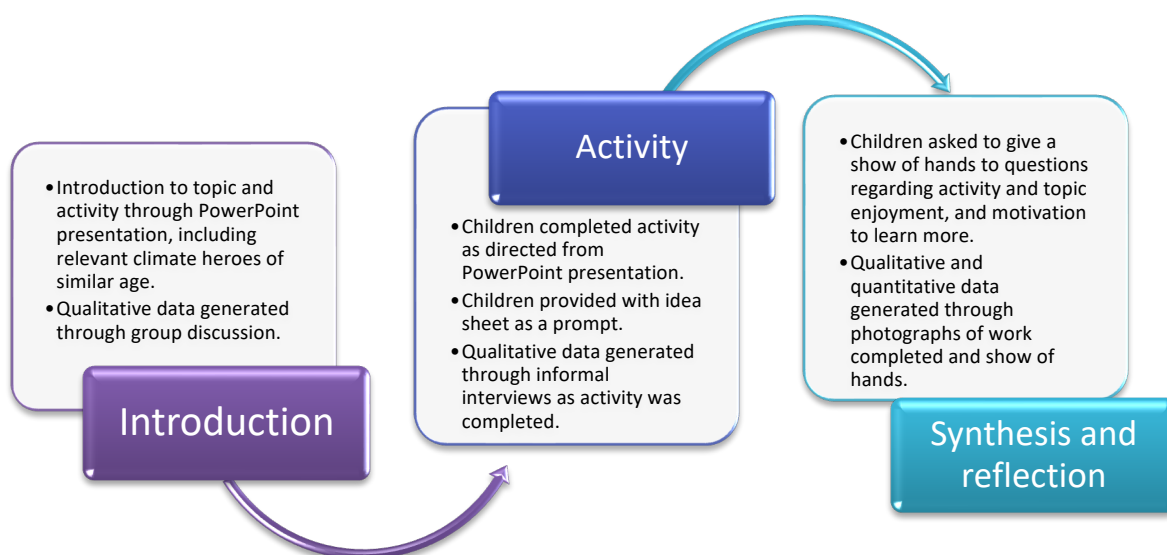 •Introduction to topic and
activity through PowerPoint
presentation, including
relevant climate heroes of
similar age.
•Qualitative data generated
through group discussion.
Introduction
Activity
•Children completed activity
as directed from
PowerPoint presentation.
•Children provided with idea
sheet as a prompt.
•Qualitative data generated
through informal
interviews as activity was
completed.
•Children asked to give a
show of hands to questions
regarding activity and topic
enjoyment, and motivation
to learn more.
•Qualitative and
quantitative data
generated through
photographs of work
completed and show of
hands.
Synthesis and
reflection